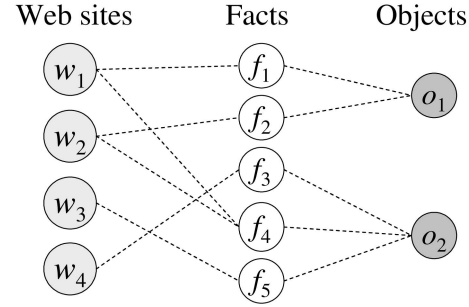 Web sites Facts Objects
w1 f1 o1
w2 f2
w3 f3
w4 f4 o2
f5